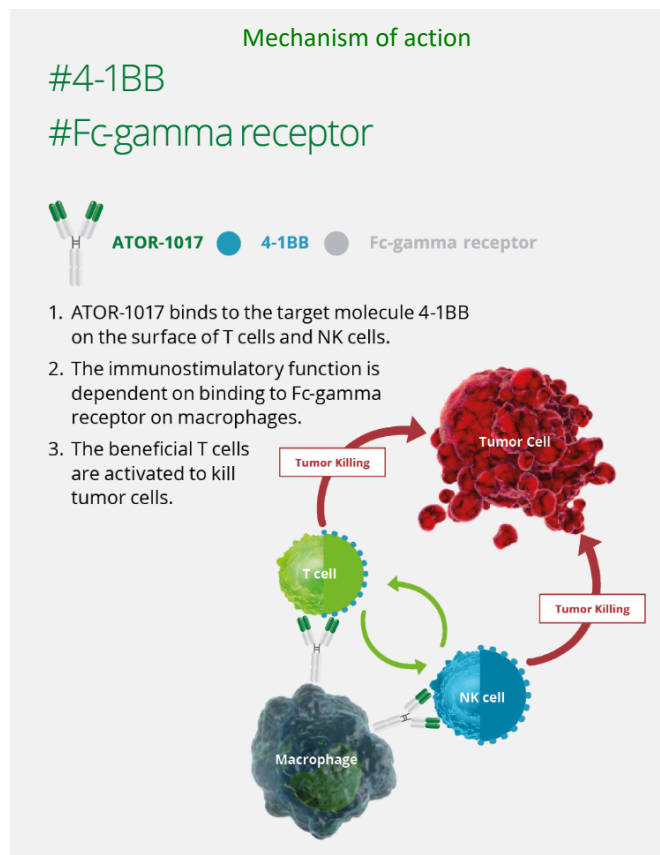 Mechanism of action
#4-1BB
#Fc-gamma receptor
ATOR-1017 4-1BB Fc-gamma receptor
1. ATOR-1017 binds to the target molecule 4-1BB
on the surface of T cells and NK cells.
2. The immunostimulatory function is
dependent on binding to Fc-gamma
receptor on macrophages.
3. The beneficial T cells
are activated to kill
tumor cells.
Tumor Cell
Tumor Killing
T cell
Tumor Killing
NK cell
Macrophage